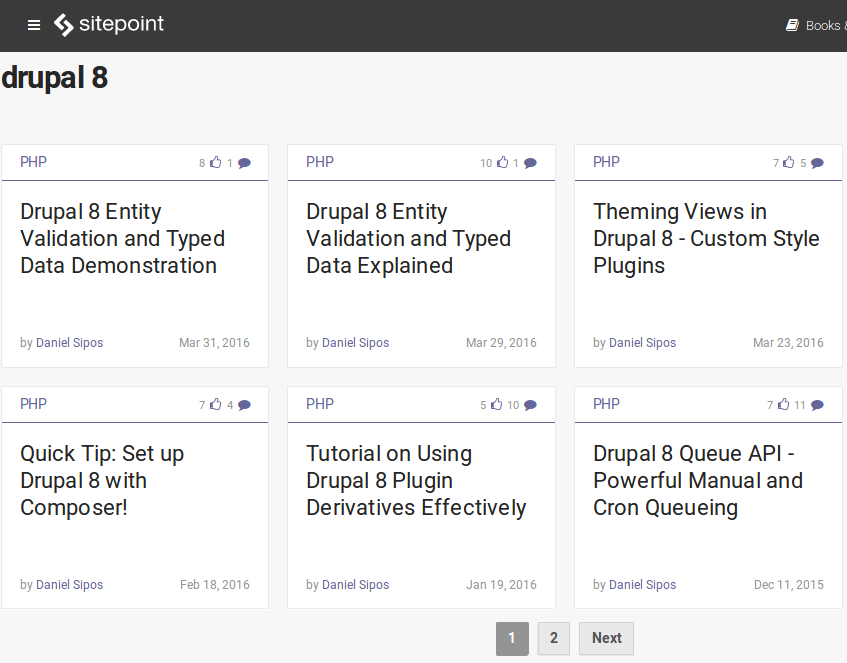 sitepoint
Books &
drupal 8
PHP 8 1
Drupal 8 Entity
Validation and Typed
Data Demonstration
by Daniel Sipos Mar 31, 2016
PHP 10 1
Drupal 8 Entity
Validation and Typed
Data Explained
by Daniel Sipos Mar 29, 2016
PHP 7 5
Theming Views in
Drupal 8 - Custom Style
Plugins
by Daniel Sipos Mar 23, 2016
PHP 7 4
Quick Tip: Set up
Drupal 8 with
Composer!
by Daniel Sipos Feb 18, 2016
PHP 5 10
Tutorial on Using
Drupal 8 Plugin
Derivatives Effectively
by Daniel Sipos Jan 19, 2016
PHP 7 11
Drupal 8 Queue API -
Powerful Manual and
Cron Queueing
by Daniel Sipos Dec 11, 2015
1 2 Next